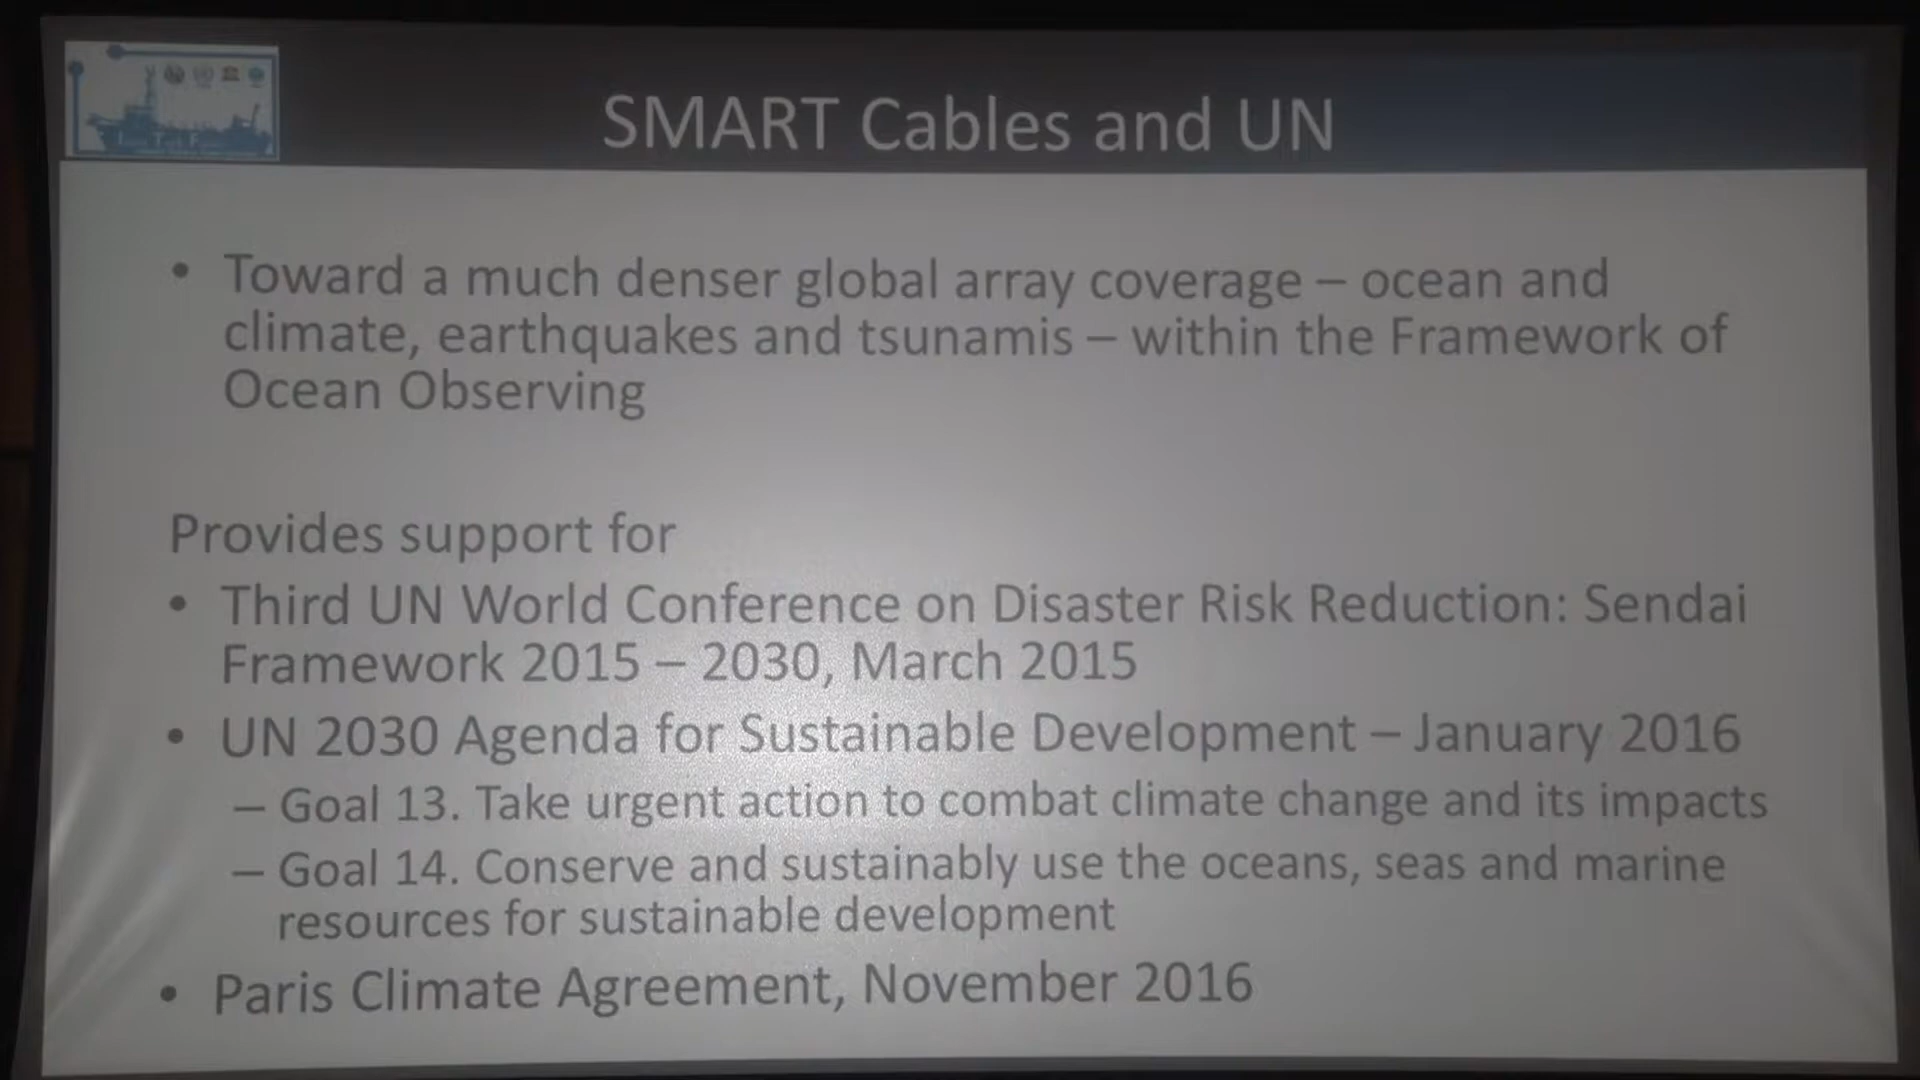 SMART Cables and UN
• Toward a much denser global array coverage – ocean and
climate, earthquakes and tsunamis – within the Framework of
Ocean Observing
Provides support for
• Third UN World Conference on Disaster Risk Reduction: Sendai
Framework 2015 – 2030, March 2015
• UN 2030 Agenda for Sustainable Development – January 2016
– Goal 13. Take urgent action to combat climate change and its impacts
– Goal 14. Conserve and sustainably use the oceans, seas and marine
resources for sustainable development
• Paris Climate Agreement, November 2016